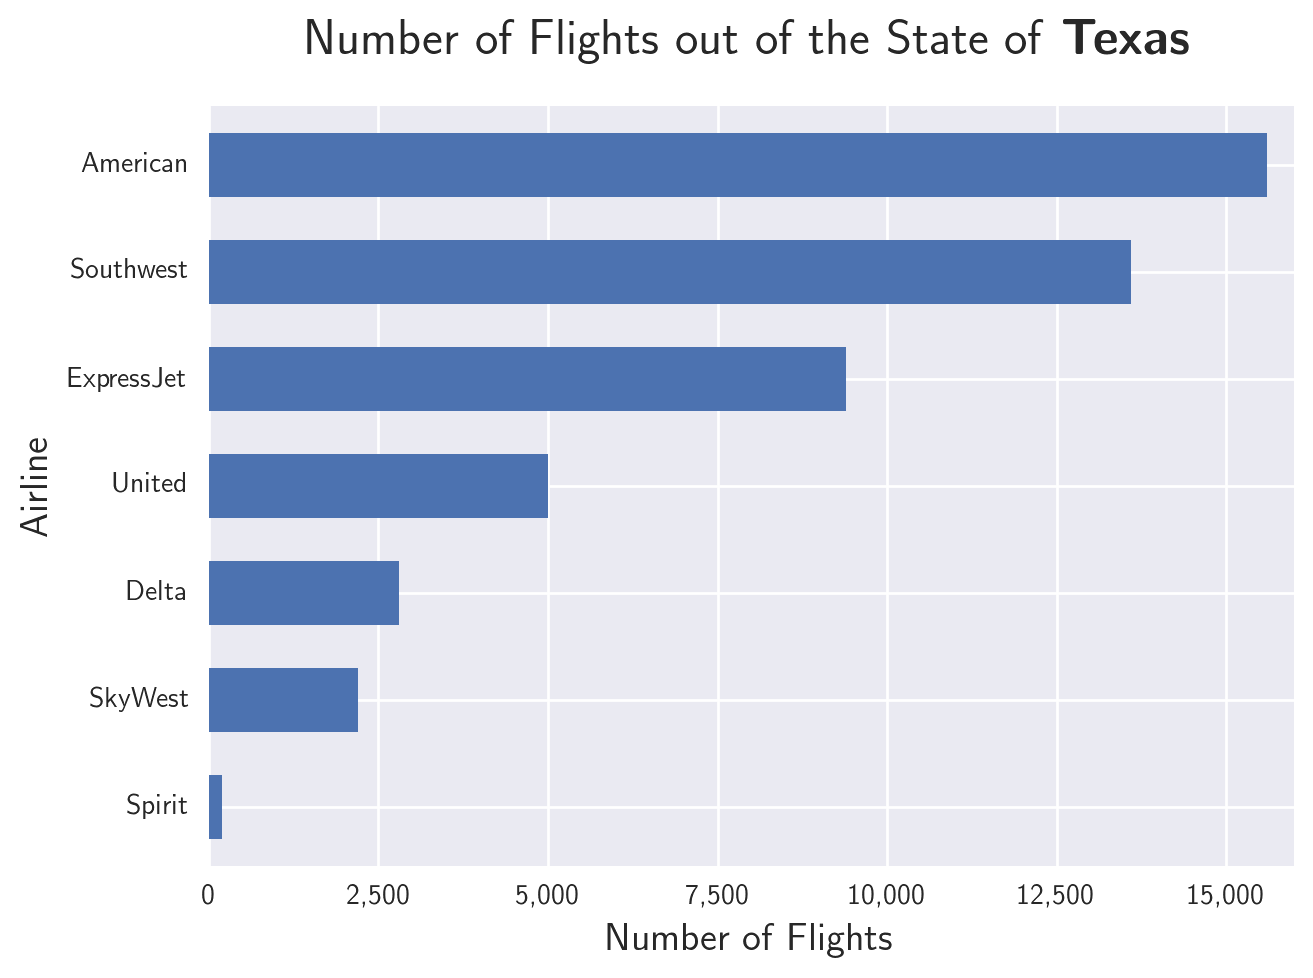 Number of Flights out of the State of Texas
American
Southwest
ExpressJet
United
Delta
SkyWest
Spirit
Airline
0 2,500 5,000 7,500 10,000 12,500 15,000
Number of Flights